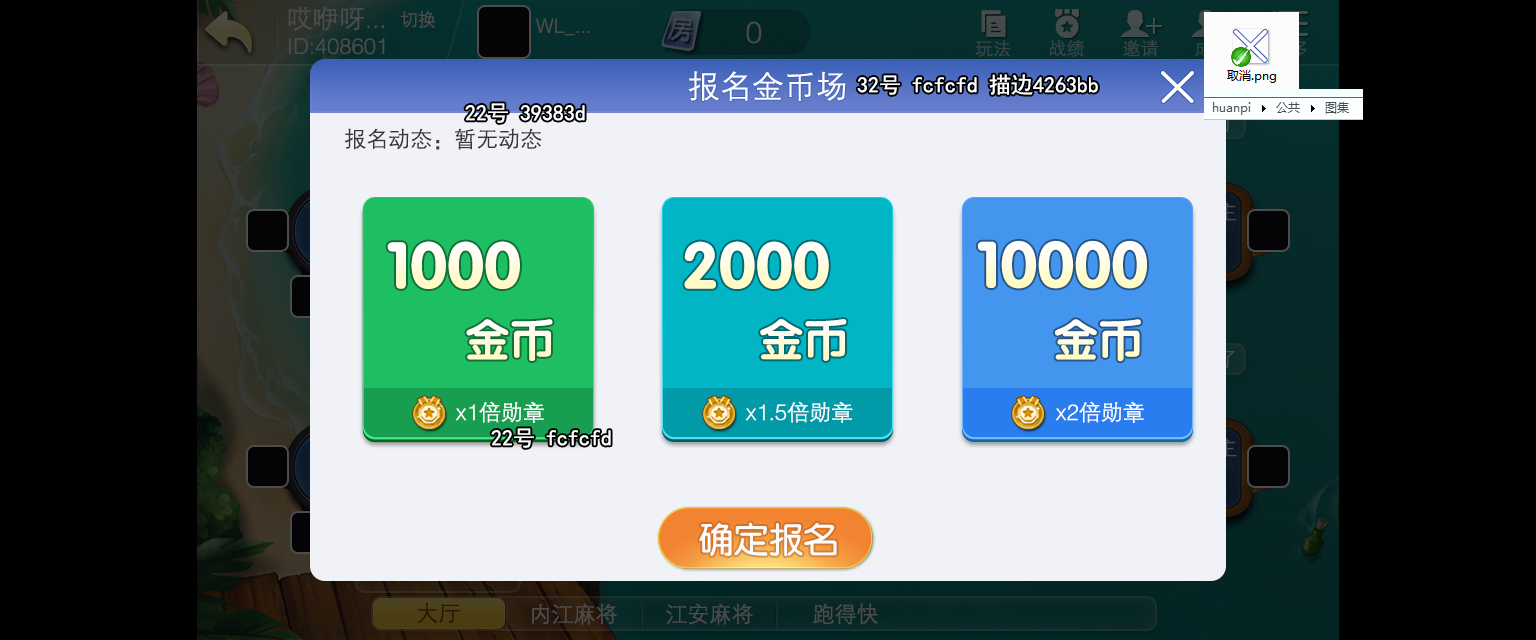 哎咿呀... 切换
ID:408601
WL_...
房 0
玩法 战绩 邀请
取消.png
huanpi 公共 图集
报名金币场 32号 fcfcfd 描边4263bb
22号 39383d
报名动态：暂无动态
1000
金币
x1倍勋章
22号 fcfcfd
2000
金币
x1.5倍勋章
10000
金币
x2倍勋章
确定报名
大厅 内江麻将 江安麻将 跑得快